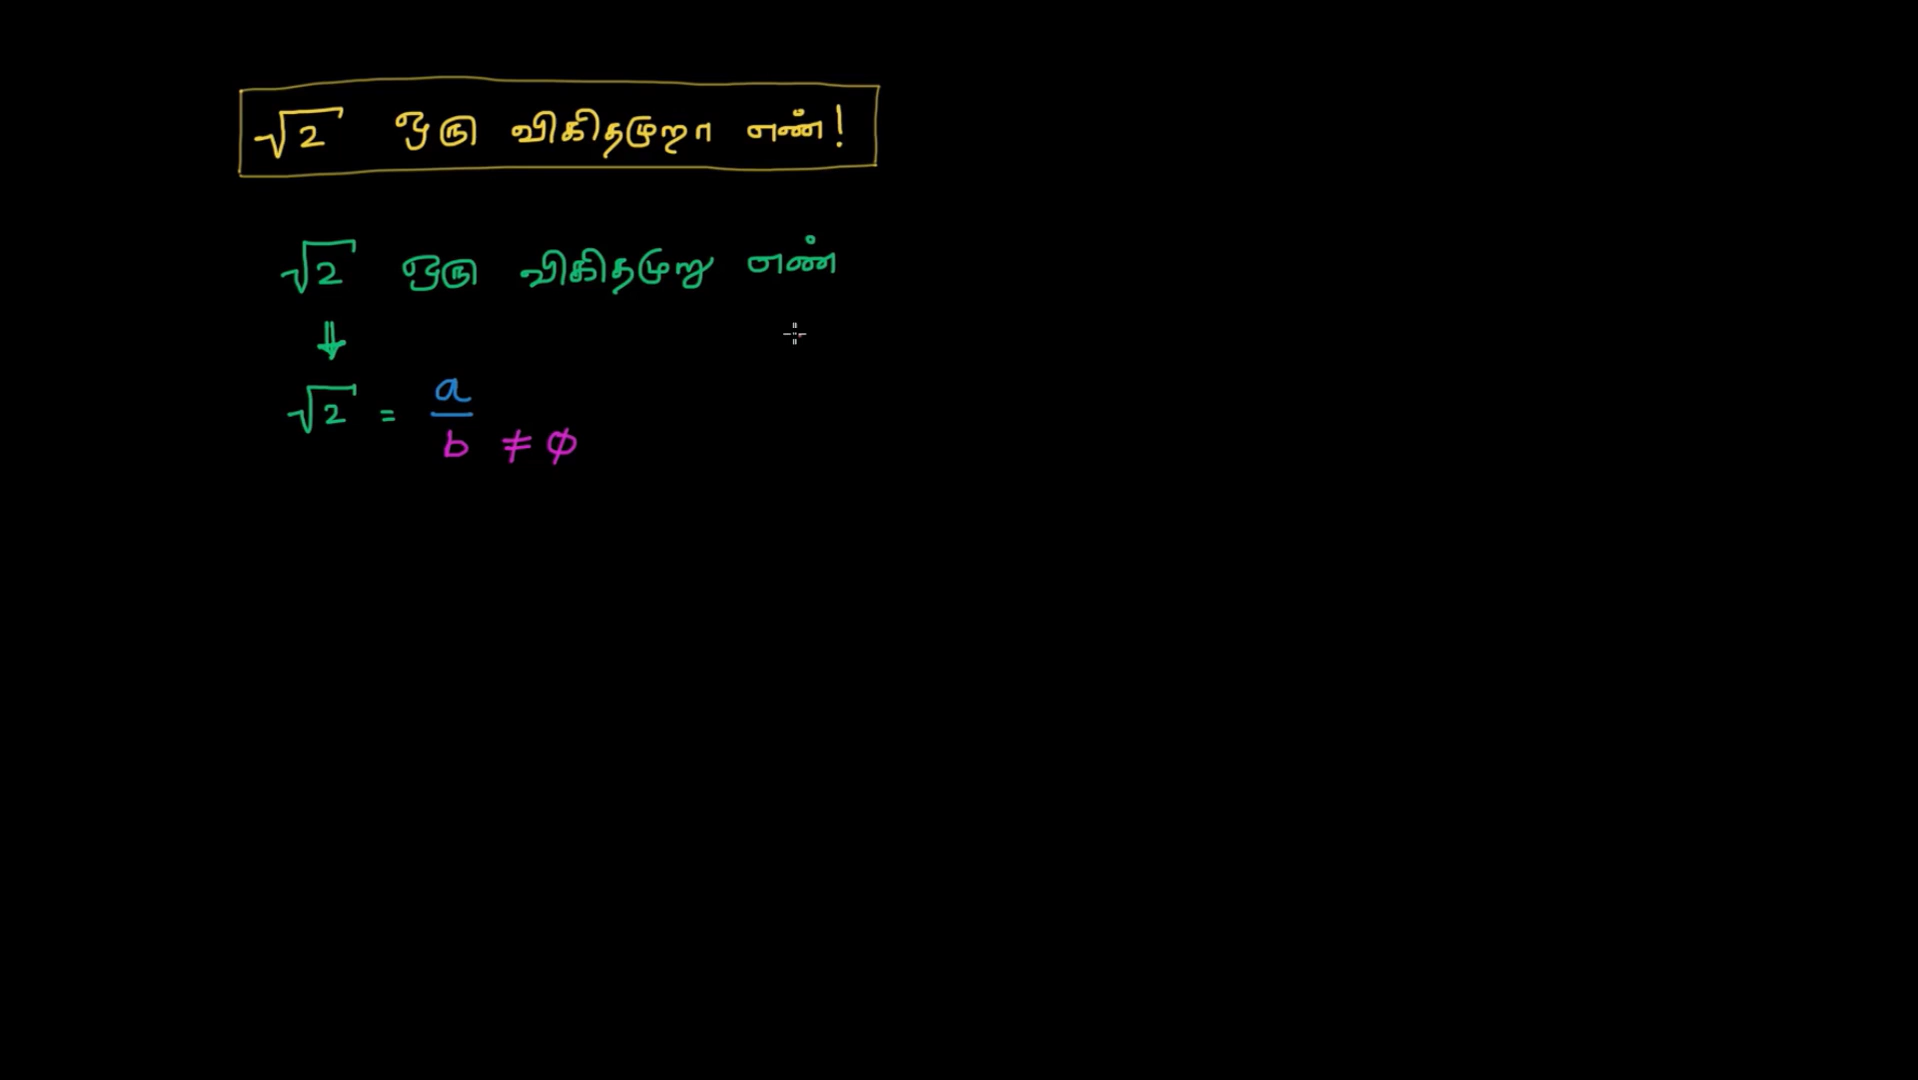 √2 ஒரு விகிதமுறா எண்!
√2 ஒரு விகிதமுறு எண்
⇓
√2 = a/b ≠ 0